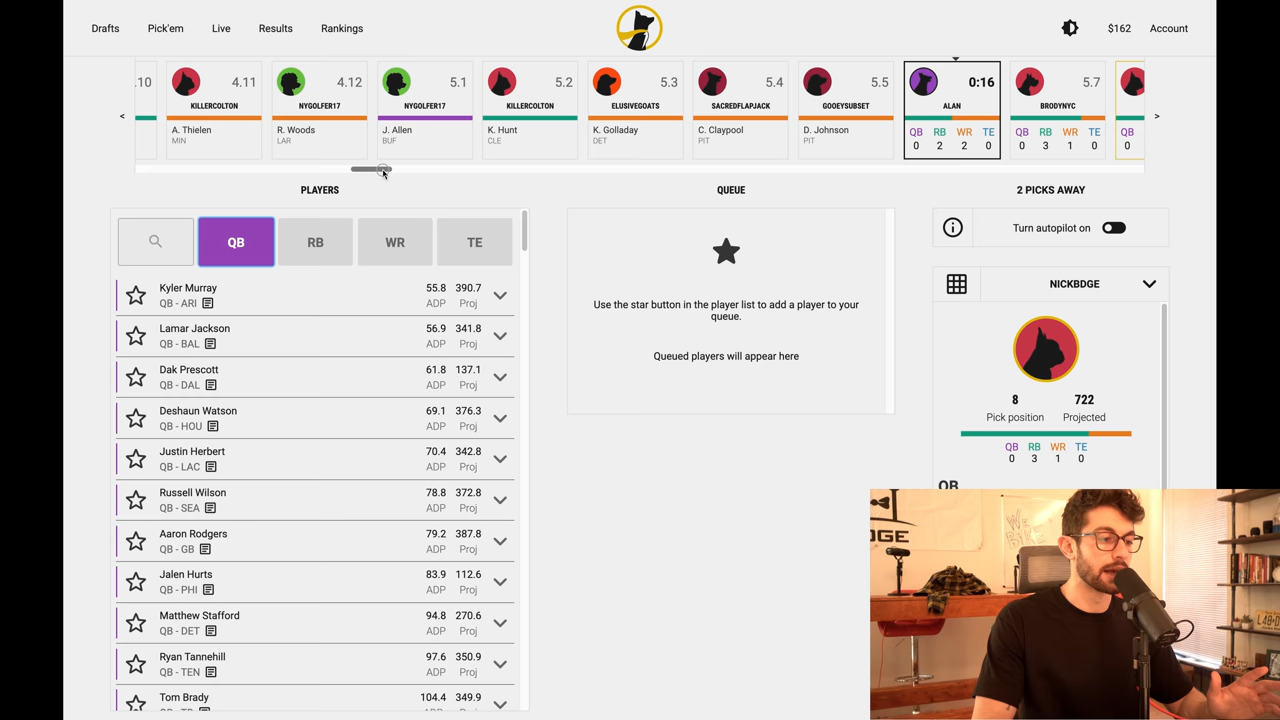 Drafts Pick'em Live Results Rankings $162 Account
.10 4.11 4.12 5.1 5.2 5.3 5.4 5.5 0:16 5.7
KILLERCOLTON NYGOLFER17 NYGOLFER17 KILLERCOLTON ELUSIVEGOATS SACREDFLAPJACK GOOEYSUBSET ALAN BRODYNYC
< A. Thielen R. Woods J. Allen K. Hunt K. Golladay C. Claypool D. Johnson QB RB WR TE QB RB WR TE QB >
MIN LAR BUF CLE DET PIT PIT 0 2 2 0 0 3 1 0 0
PLAYERS
QB RB WR TE
Kyler Murray 55.8 390.7
QB - ARI ADP Proj
Lamar Jackson 56.9 341.8
QB - BAL ADP Proj
Dak Prescott 61.8 137.1
QB - DAL ADP Proj
Deshaun Watson 69.1 376.3
QB - HOU ADP Proj
Justin Herbert 70.4 342.8
QB - LAC ADP Proj
Russell Wilson 78.8 372.8
QB - SEA ADP Proj
Aaron Rodgers 79.2 387.8
QB - GB ADP Proj
Jalen Hurts 83.9 112.6
QB - PHI ADP Proj
Matthew Stafford 94.8 270.6
QB - DET ADP Proj
Ryan Tannehill 97.6 350.9
QB - TEN ADP Proj
Tom Brady 104.4 349.9
QUEUE
Use the star button in the player list to add a player to your
queue.
Queued players will appear here
2 PICKS AWAY
Turn autopilot on
NICKBDGE
8 722
Pick position Projected
QB RB WR TE
0 3 1 0
QB